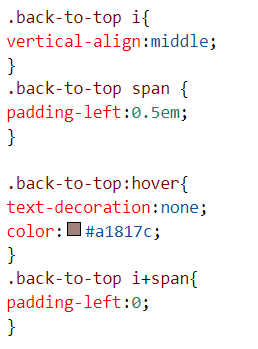 .back-to-top i{
vertical-align:middle;
}
.back-to-top span {
padding-left:0.5em;
}
.back-to-top:hover{
text-decoration:none;
color:#a1817c;
}
.back-to-top i+span{
padding-left:0;
}